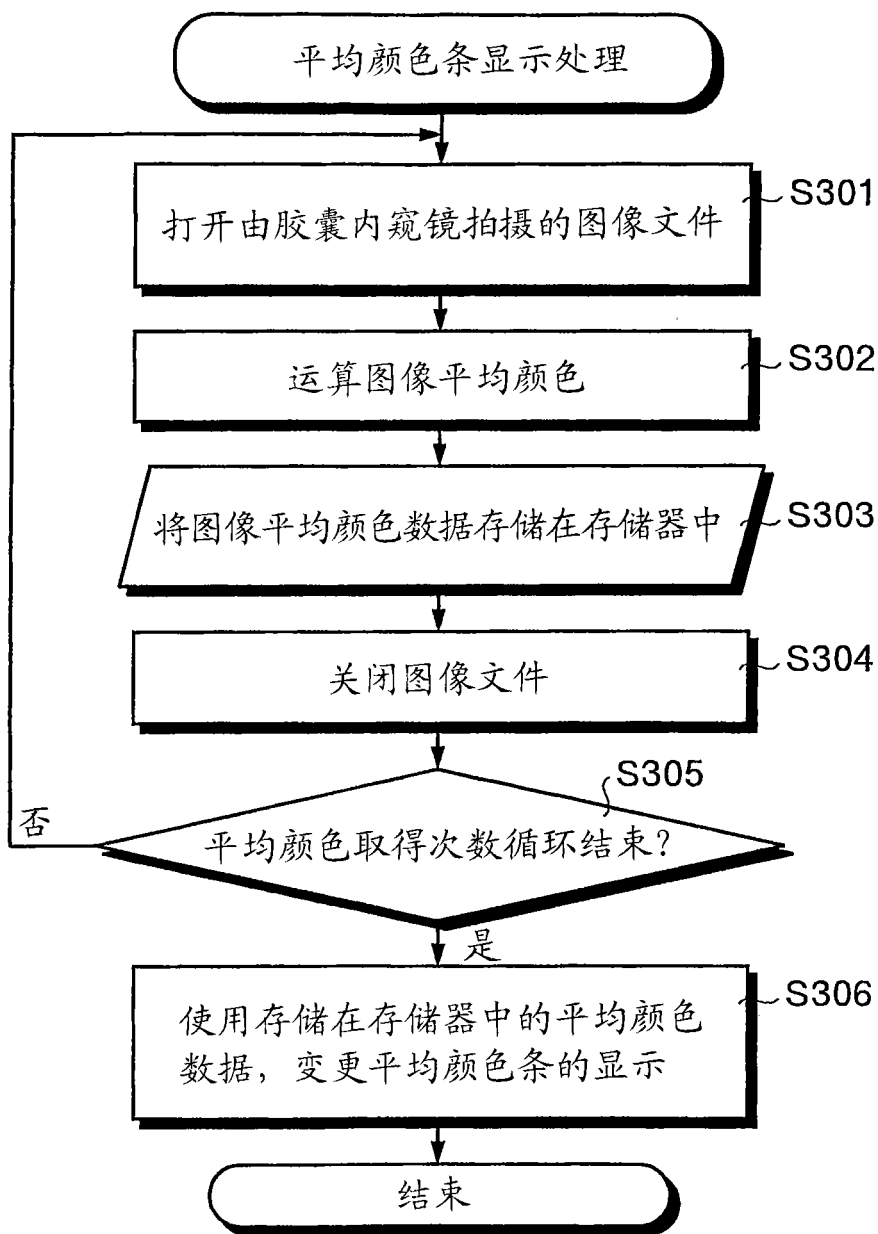 平均颜色条显示处理
打开由胶囊内窥镜拍摄的图像文件
S301
运算图像平均颜色
S302
将图像平均颜色数据存储在存储器中
S303
关闭图像文件
S304
S305
平均颜色取得次数循环结束？
否
是
使用存储在存储器中的平均颜色
数据，变更平均颜色条的显示
S306
结束